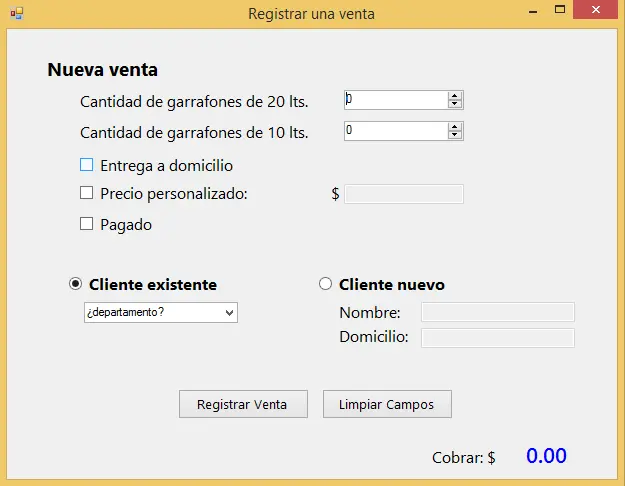 Registrar una venta
Nueva venta
Cantidad de garrafones de 20 lts. 0
Cantidad de garrafones de 10 lts. 0
Entrega a domicilio
Precio personalizado: $
Pagado
Cliente existente
¿departamento?
Cliente nuevo
Nombre:
Domicilio:
Registrar Venta Limpiar Campos
Cobrar: $ 0.00